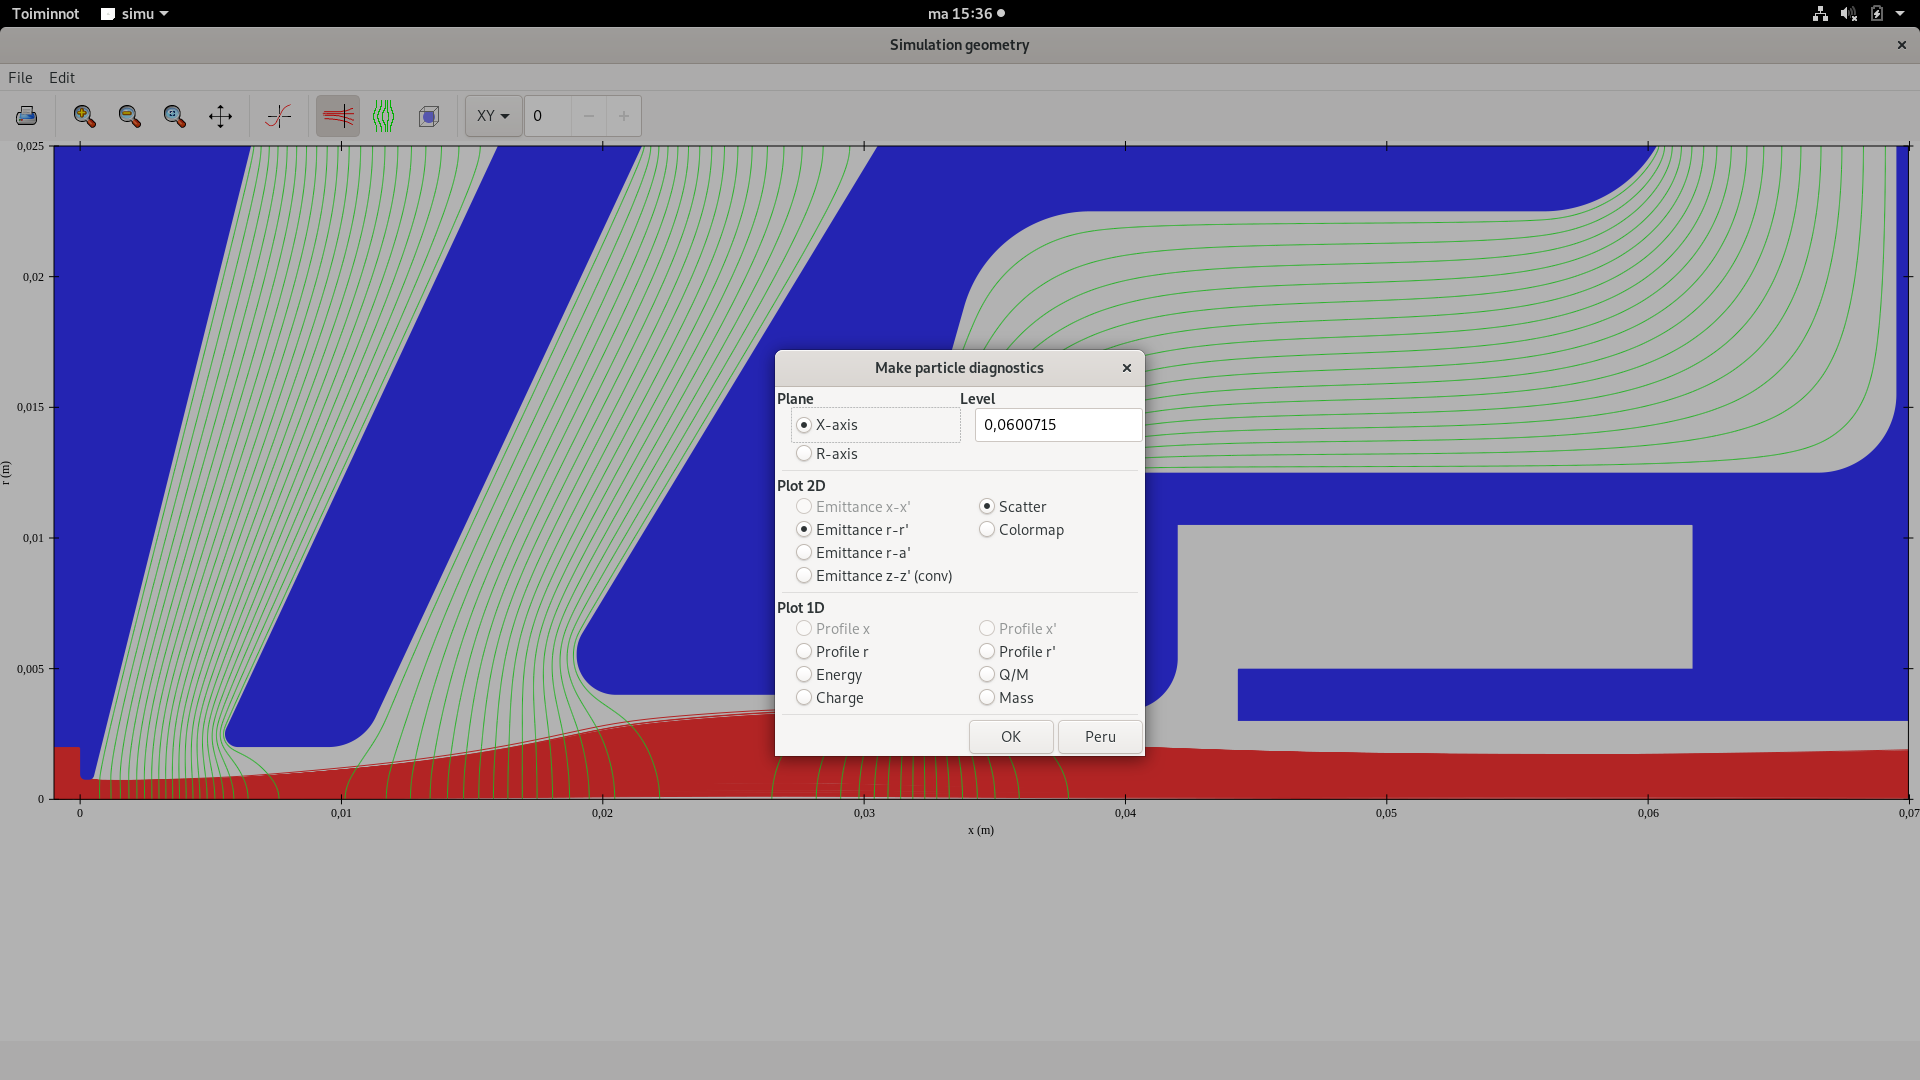 Toiminnot simu ma 15:36
Simulation geometry
File Edit
XY 0
0,025
0,02
0,015
0,01
0,005
0
r (m)
0 0,01 0,02 0,03 0,04 0,05 0,06 0,07
x (m)
Make particle diagnostics
Plane Level
X-axis 0,0600715
R-axis
Plot 2D
Emittance x-x' Scatter
Emittance r-r' Colormap
Emittance r-a'
Emittance z-z' (conv)
Plot 1D
Profile x Profile x'
Profile r Profile r'
Energy Q/M
Charge Mass
OK Peru